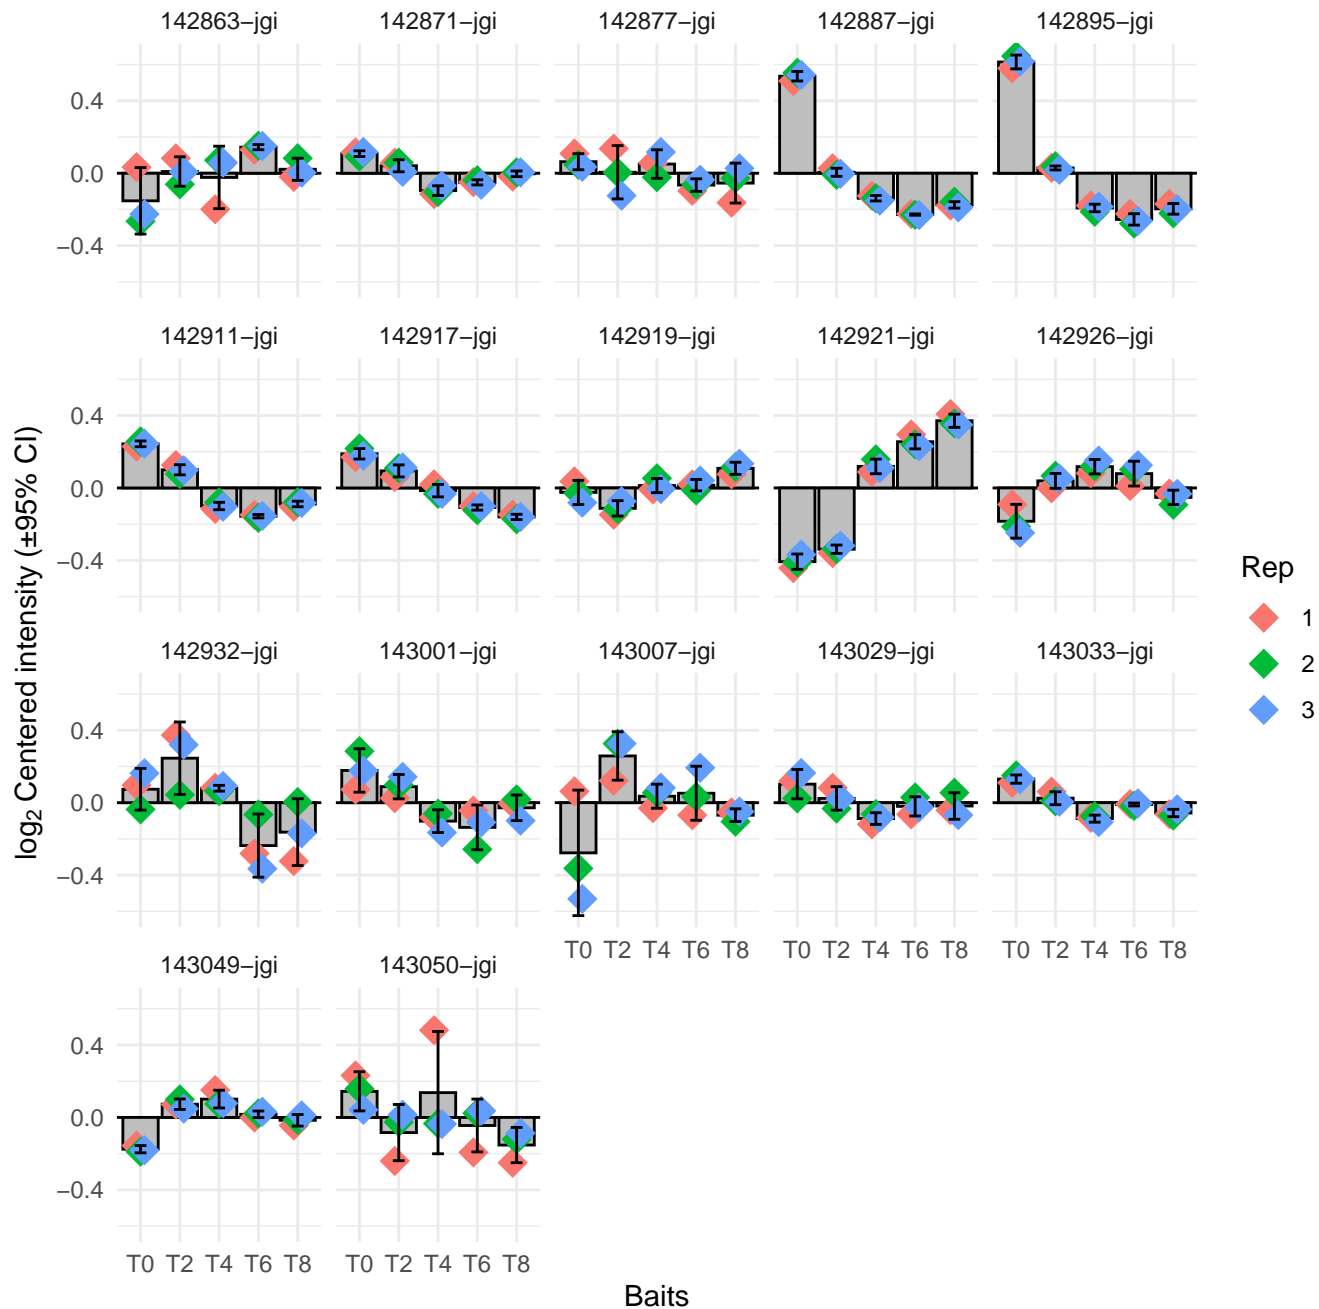 142863−jgi 142871−jgi 142877−jgi 142887−jgi 142895−jgi
0.4
0.0
−0.4
142911−jgi 142917−jgi 142919−jgi 142921−jgi 142926−jgi
0.4
0.0
−0.4
142932−jgi 143001−jgi 143007−jgi 143029−jgi 143033−jgi
0.4
0.0
−0.4
T0 T2 T4 T6 T8 T0 T2 T4 T6 T8 T0 T2 T4 T6 T8
143049−jgi 143050−jgi
0.4
0.0
−0.4
T0 T2 T4 T6 T8 T0 T2 T4 T6 T8
Baits
log₂ Centered intensity (±95% CI)
Rep
1
2
3